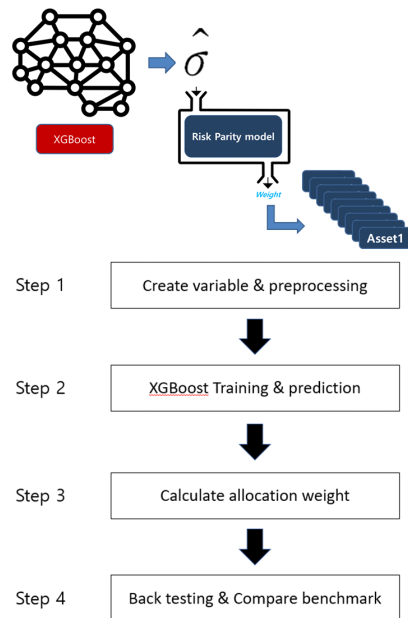 σ̂
XGBoost
Risk Parity model
Weight
Asset1
Step 1
Create variable & preprocessing
Step 2
XGBoost Training & prediction
Step 3
Calculate allocation weight
Step 4
Back testing & Compare benchmark